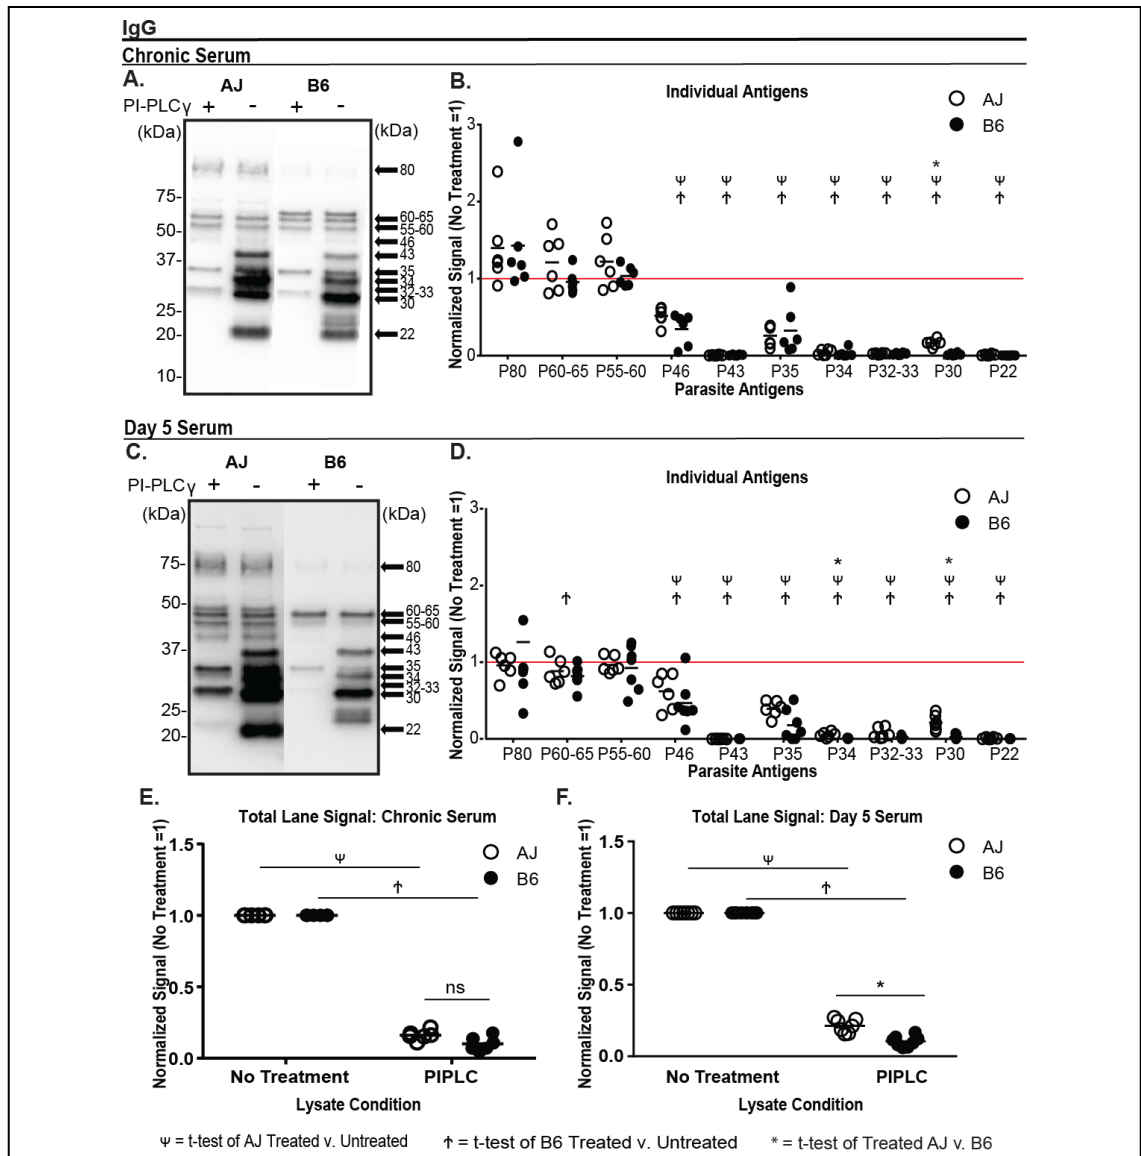 IgG
Chronic Serum
A.
AJ B6
PI-PLCγ + - + -
(kDa) (kDa)
75-
50-
37-
25-
20-
10-
80
60-65
55-60
46
43
35
34
32-33
30
22
B.
Individual Antigens
AJ
B6
Normalized Signal (No Treatment =1)
3
2
1
0
*
ψ ψ ψ ψ ψ ψ ψ
☨ ☨ ☨ ☨ ☨ ☨ ☨
P80 P60-65 P55-60 P46 P43 P35 P34 P32-33 P30 P22
Parasite Antigens
Day 5 Serum
C.
AJ B6
PI-PLCγ + - + -
(kDa) (kDa)
75-
50-
37-
25-
20-
80
60-65
55-60
46
43
35
34
32-33
30
22
D.
Individual Antigens
AJ
B6
Normalized Signal (No Treatment =1)
3
2
1
0
* *
ψ ψ ψ ψ ψ ψ ψ
☨ ☨ ☨ ☨ ☨ ☨ ☨ ☨
P80 P60-65 P55-60 P46 P43 P35 P34 P32-33 P30 P22
Parasite Antigens
E.
Total Lane Signal: Chronic Serum
AJ
B6
Normalized Signal (No Treatment =1)
1.5
1.0
0.5
0.0
ψ
☨
ns
No Treatment PIPLC
Lysate Condition
F.
Total Lane Signal: Day 5 Serum
AJ
B6
Normalized Signal (No Treatment =1)
1.5
1.0
0.5
0.0
ψ
☨
*
No Treatment PIPLC
Lysate Condition
ψ = t-test of AJ Treated v. Untreated ☨ = t-test of B6 Treated v. Untreated * = t-test of Treated AJ v. B6